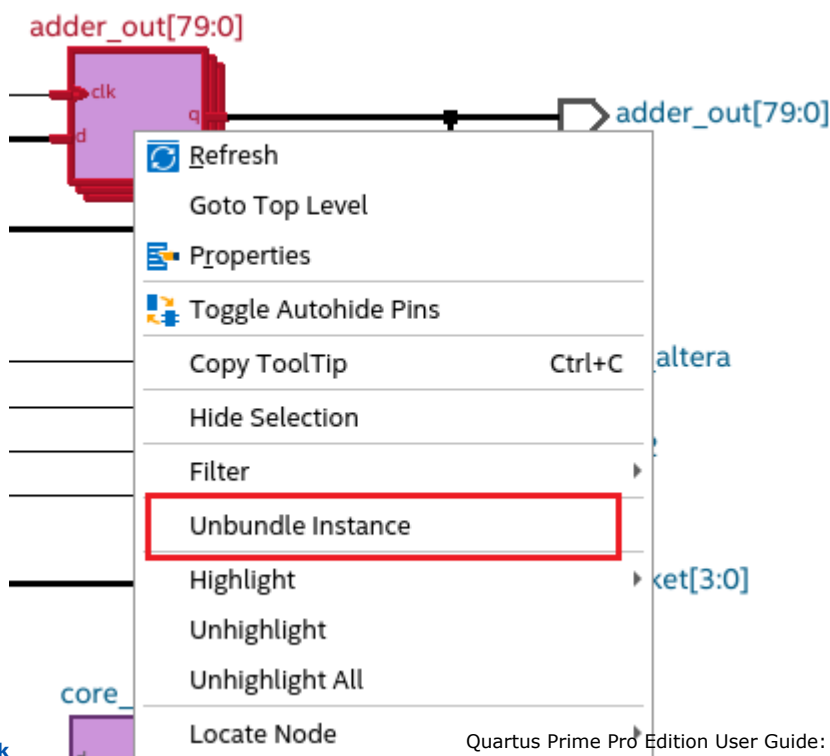 adder_out[79:0]
clk
q
d
adder_out[79:0]
Refresh
Goto Top Level
Properties
Toggle Autohide Pins
Copy ToolTip Ctrl+C
_altera
Hide Selection
Filter
Unbundle Instance
Highlight
ket[3:0]
Unhighlight
Unhighlight All
core_
Locate Node
Quartus Prime Pro Edition User Guide:
k